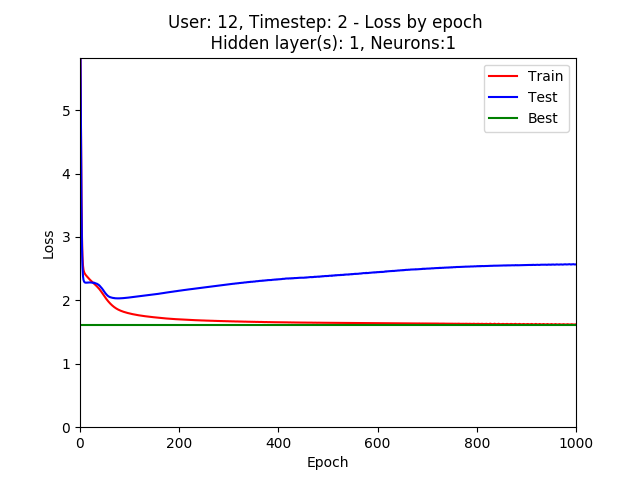 User: 12, Timestep: 2 - Loss by epoch
Hidden layer(s): 1, Neurons:1
Train
Test
Best
Loss
5
4
3
2
1
0
0 200 400 600 800 1000
Epoch